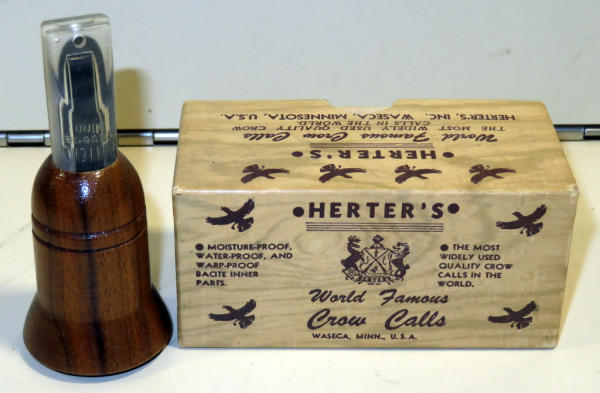 HERTER'S, INC. WASECA, MINNESOTA, U.S.A.
World Famous Crow Calls
THE MOST WIDELY USED QUALITY CROW
CALLS IN THE WORLD.
•HERTER'S•
•HERTER'S•
• MOISTURE-PROOF,
WATER-PROOF, AND
WARP-PROOF
BACITE INNER
PARTS.
HERTER'S
• THE MOST
WIDELY USED
QUALITY CROW
CALLS IN THE
WORLD.
World Famous
Crow Calls
WASECA, MINN., U.S.A.